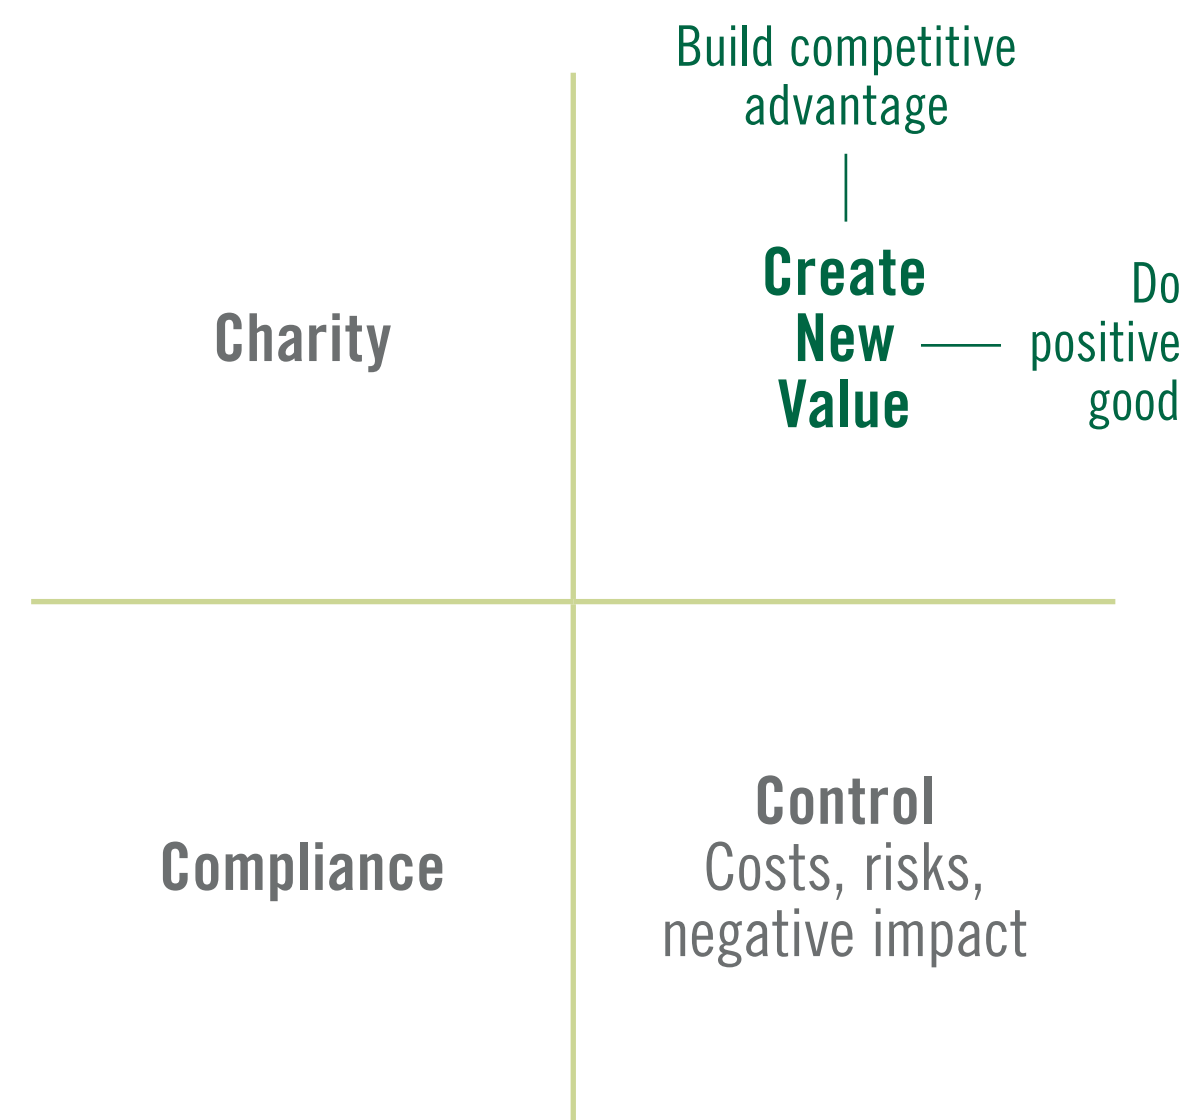 Build competitive
advantage
Charity
Create
New
Value
Do
positive
good
Compliance
Control
Costs, risks,
negative impact